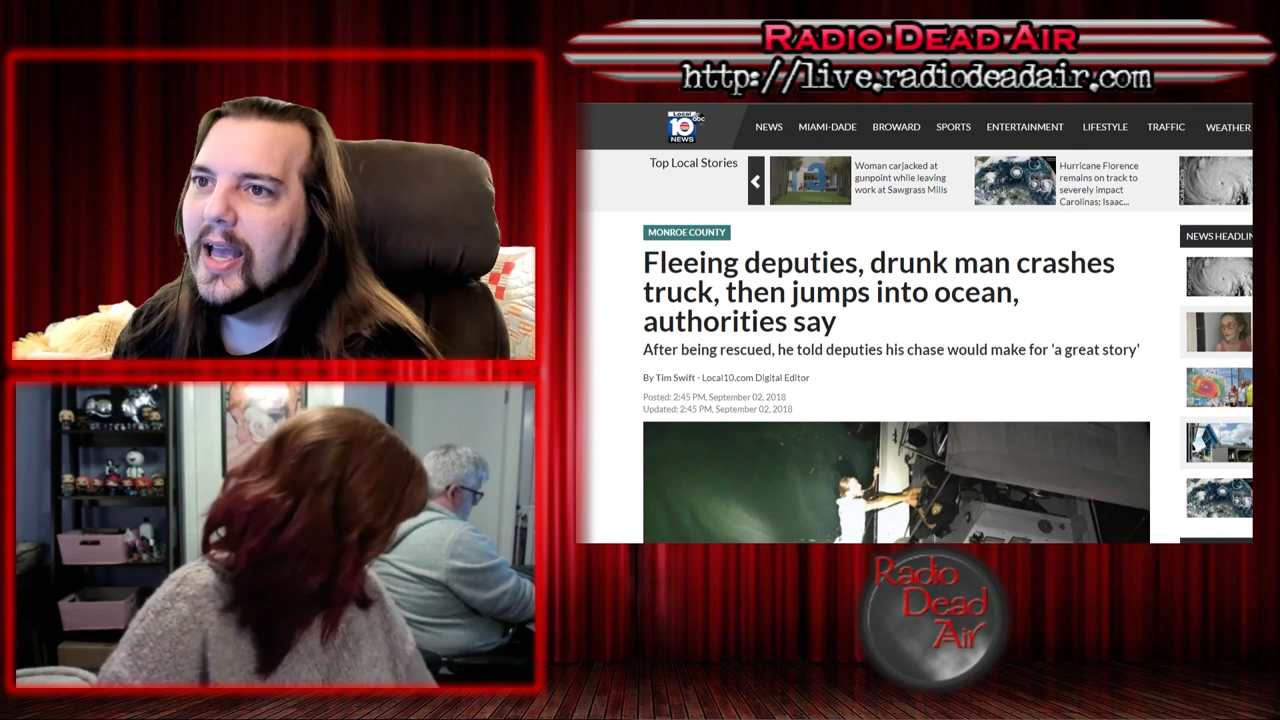 Radio Dead Air
http://live.radiodeadair.com
Local
10 abc
NEWS
NEWS MIAMI-DADE BROWARD SPORTS ENTERTAINMENT LIFESTYLE TRAFFIC WEATHER
Top Local Stories
Woman carjacked at
gunpoint while leaving
work at Sawgrass Mills
Hurricane Florence
remains on track to
severely impact
Carolinas; Isaac...
MONROE COUNTY
NEWS HEADLIN
Fleeing deputies, drunk man crashes
truck, then jumps into ocean,
authorities say
After being rescued, he told deputies his chase would make for 'a great story'
By Tim Swift - Local10.com Digital Editor
Posted: 2:45 PM, September 02, 2018
Updated: 2:45 PM, September 02, 2018
Radio
Dead
Air